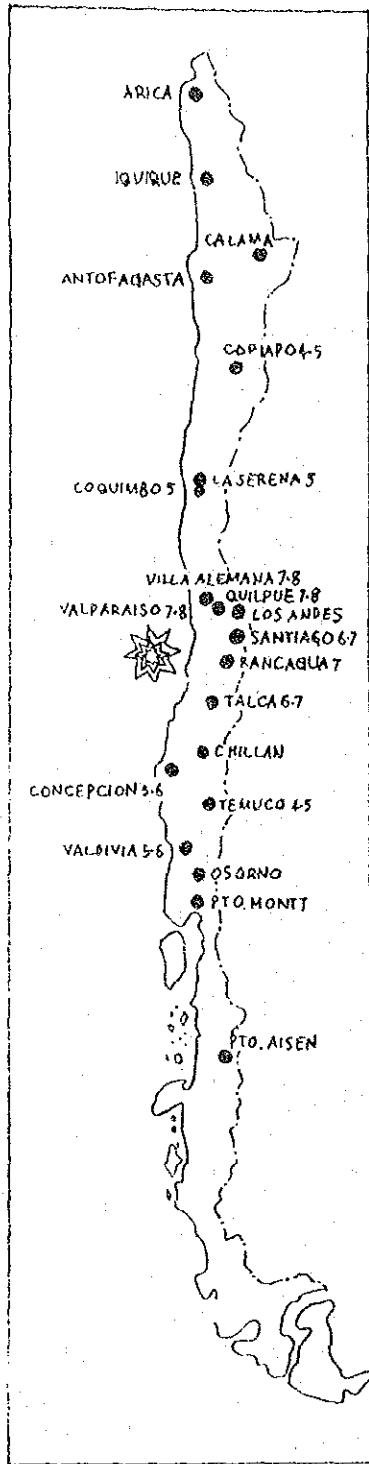 ARICA
IQUIQUE
CALAMA
ANTOFAGASTA
COPIAPO 4-5
LA SERENA 5
COQUIMBO 5
VILLA ALEMANA 7-8
QUILPUE 7-8
VALPARAISO 7-8
LOS ANDES
SANTIAGO 6-7
RANCAGUA 7
TALCA 6-7
CHILLAN
CONCEPCION 5-6
TEMUCO 4-5
VALDIVIA 5-6
OSORNO
PTO. MONTT
PTO. AISEN